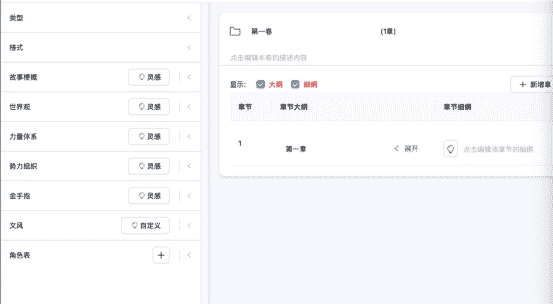 类型
格式
故事梗概 灵感
世界观 灵感
力量体系 灵感
势力组织 灵感
金手指 灵感
文风 自定义
角色表 +
第一卷 (1章)
点击编辑本卷的描述内容
显示: 大纲 细纲 + 新增章
章节 章节大纲 章节细纲
1 第一章 展开 点击编辑该章节的细纲